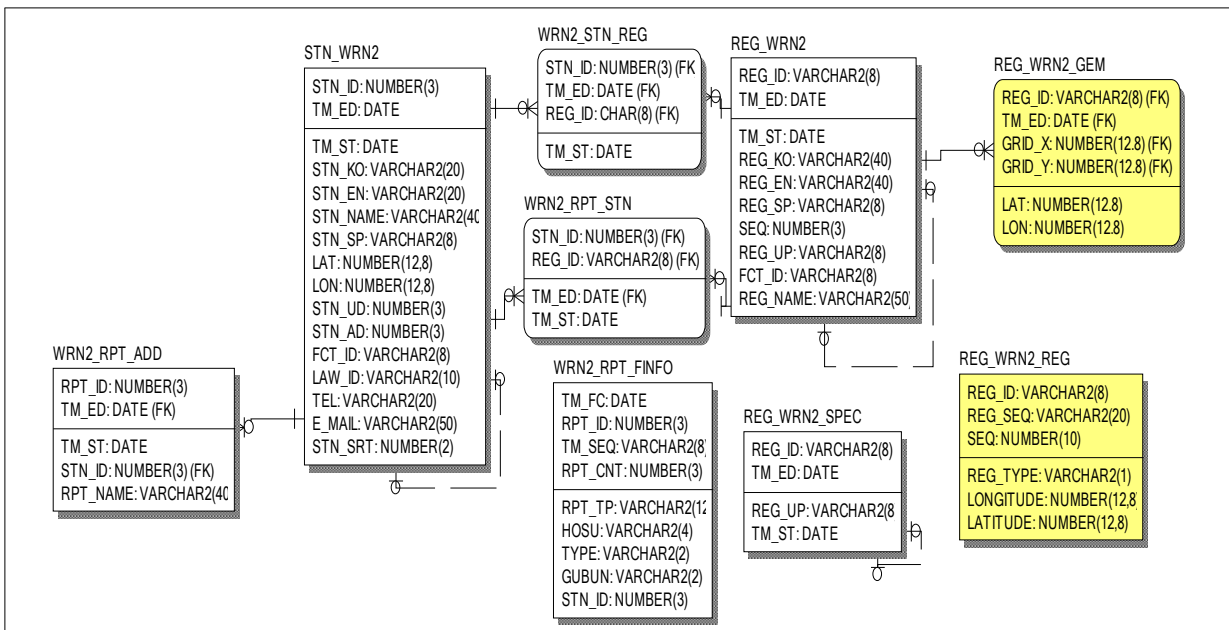 STN_WRN2
STN_ID: NUMBER(3)
TM_ED: DATE
TM_ST: DATE
STN_KO: VARCHAR2(20)
STN_EN: VARCHAR2(20)
STN_NAME: VARCHAR2(40
STN_SP: VARCHAR2(8)
LAT: NUMBER(12,8)
LON: NUMBER(12,8)
STN_UD: NUMBER(3)
STN_AD: NUMBER(3)
FCT_ID: VARCHAR2(8)
LAW_ID: VARCHAR2(10)
TEL: VARCHAR2(20)
E_MAIL: VARCHAR2(50)
STN_SRT: NUMBER(2)
WRN2_STN_REG
STN_ID: NUMBER(3) (FK
TM_ED: DATE (FK)
REG_ID: CHAR(8) (FK)
TM_ST: DATE
REG_WRN2
REG_ID: VARCHAR2(8)
TM_ED: DATE
TM_ST: DATE
REG_KO: VARCHAR2(40)
REG_EN: VARCHAR2(40)
REG_SP: VARCHAR2(8)
SEQ: NUMBER(3)
REG_UP: VARCHAR2(8)
FCT_ID: VARCHAR2(8)
REG_NAME: VARCHAR2(50)
REG_WRN2_GEM
REG_ID: VARCHAR2(8) (FK)
TM_ED: DATE (FK)
GRID_X: NUMBER(12.8) (FK)
GRID_Y: NUMBER(12.8) (FK)
LAT: NUMBER(12.8)
LON: NUMBER(12.8)
WRN2_RPT_STN
STN_ID: NUMBER(3) (FK)
REG_ID: VARCHAR2(8) (FK)
TM_ED: DATE (FK)
TM_ST: DATE
WRN2_RPT_ADD
RPT_ID: NUMBER(3)
TM_ED: DATE (FK)
TM_ST: DATE
STN_ID: NUMBER(3) (FK)
RPT_NAME: VARCHAR2(40
WRN2_RPT_FINFO
TM_FC: DATE
RPT_ID: NUMBER(3)
TM_SEQ: VARCHAR2(8)
RPT_CNT: NUMBER(3)
RPT_TP: VARCHAR2(12
HOSU: VARCHAR2(4)
TYPE: VARCHAR2(2)
GUBUN: VARCHAR2(2)
STN_ID: NUMBER(3)
REG_WRN2_SPEC
REG_ID: VARCHAR2(8)
TM_ED: DATE
REG_UP: VARCHAR2(8
TM_ST: DATE
REG_WRN2_REG
REG_ID: VARCHAR2(8)
REG_SEQ: VARCHAR2(20)
SEQ: NUMBER(10)
REG_TYPE: VARCHAR2(1)
LONGITUDE: NUMBER(12,8)
LATITUDE: NUMBER(12,8)